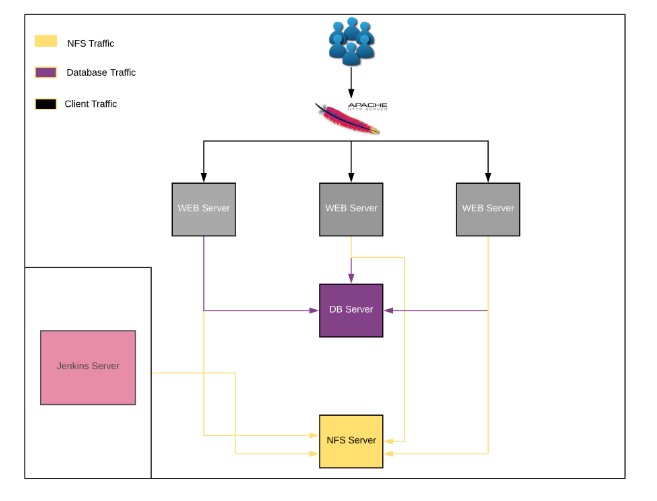 NFS Traffic
Database Traffic
Client Traffic
APACHE
HTTP SERVER
WEB Server
WEB Server
WEB Server
DB Server
Jenkins Server
NFS Server